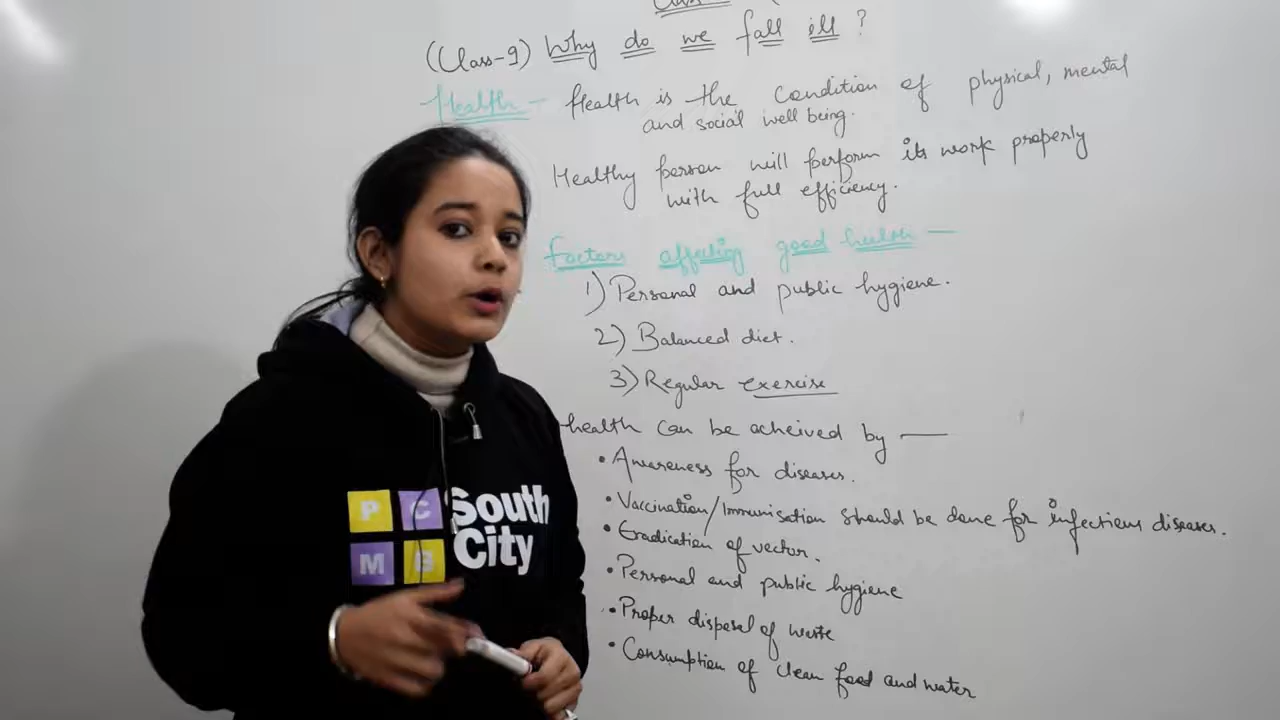 (Class-9) Why do we fall ill ?
Health - Health is the condition of physical, mental
and social well being.
Healthy person will perform its work properly
with full efficiency.
Factors affecting good health -
1) Personal and public hygiene.
2) Balanced diet.
3) Regular exercise
health can be acheived by -
• Awareness for diseases.
• Vaccination/Immunisation should be done for infectious diseases.
• Eradication of vector.
• Personal and public hygiene
• Proper disposal of waste
• Consumption of clean food and water
P C South
M B City